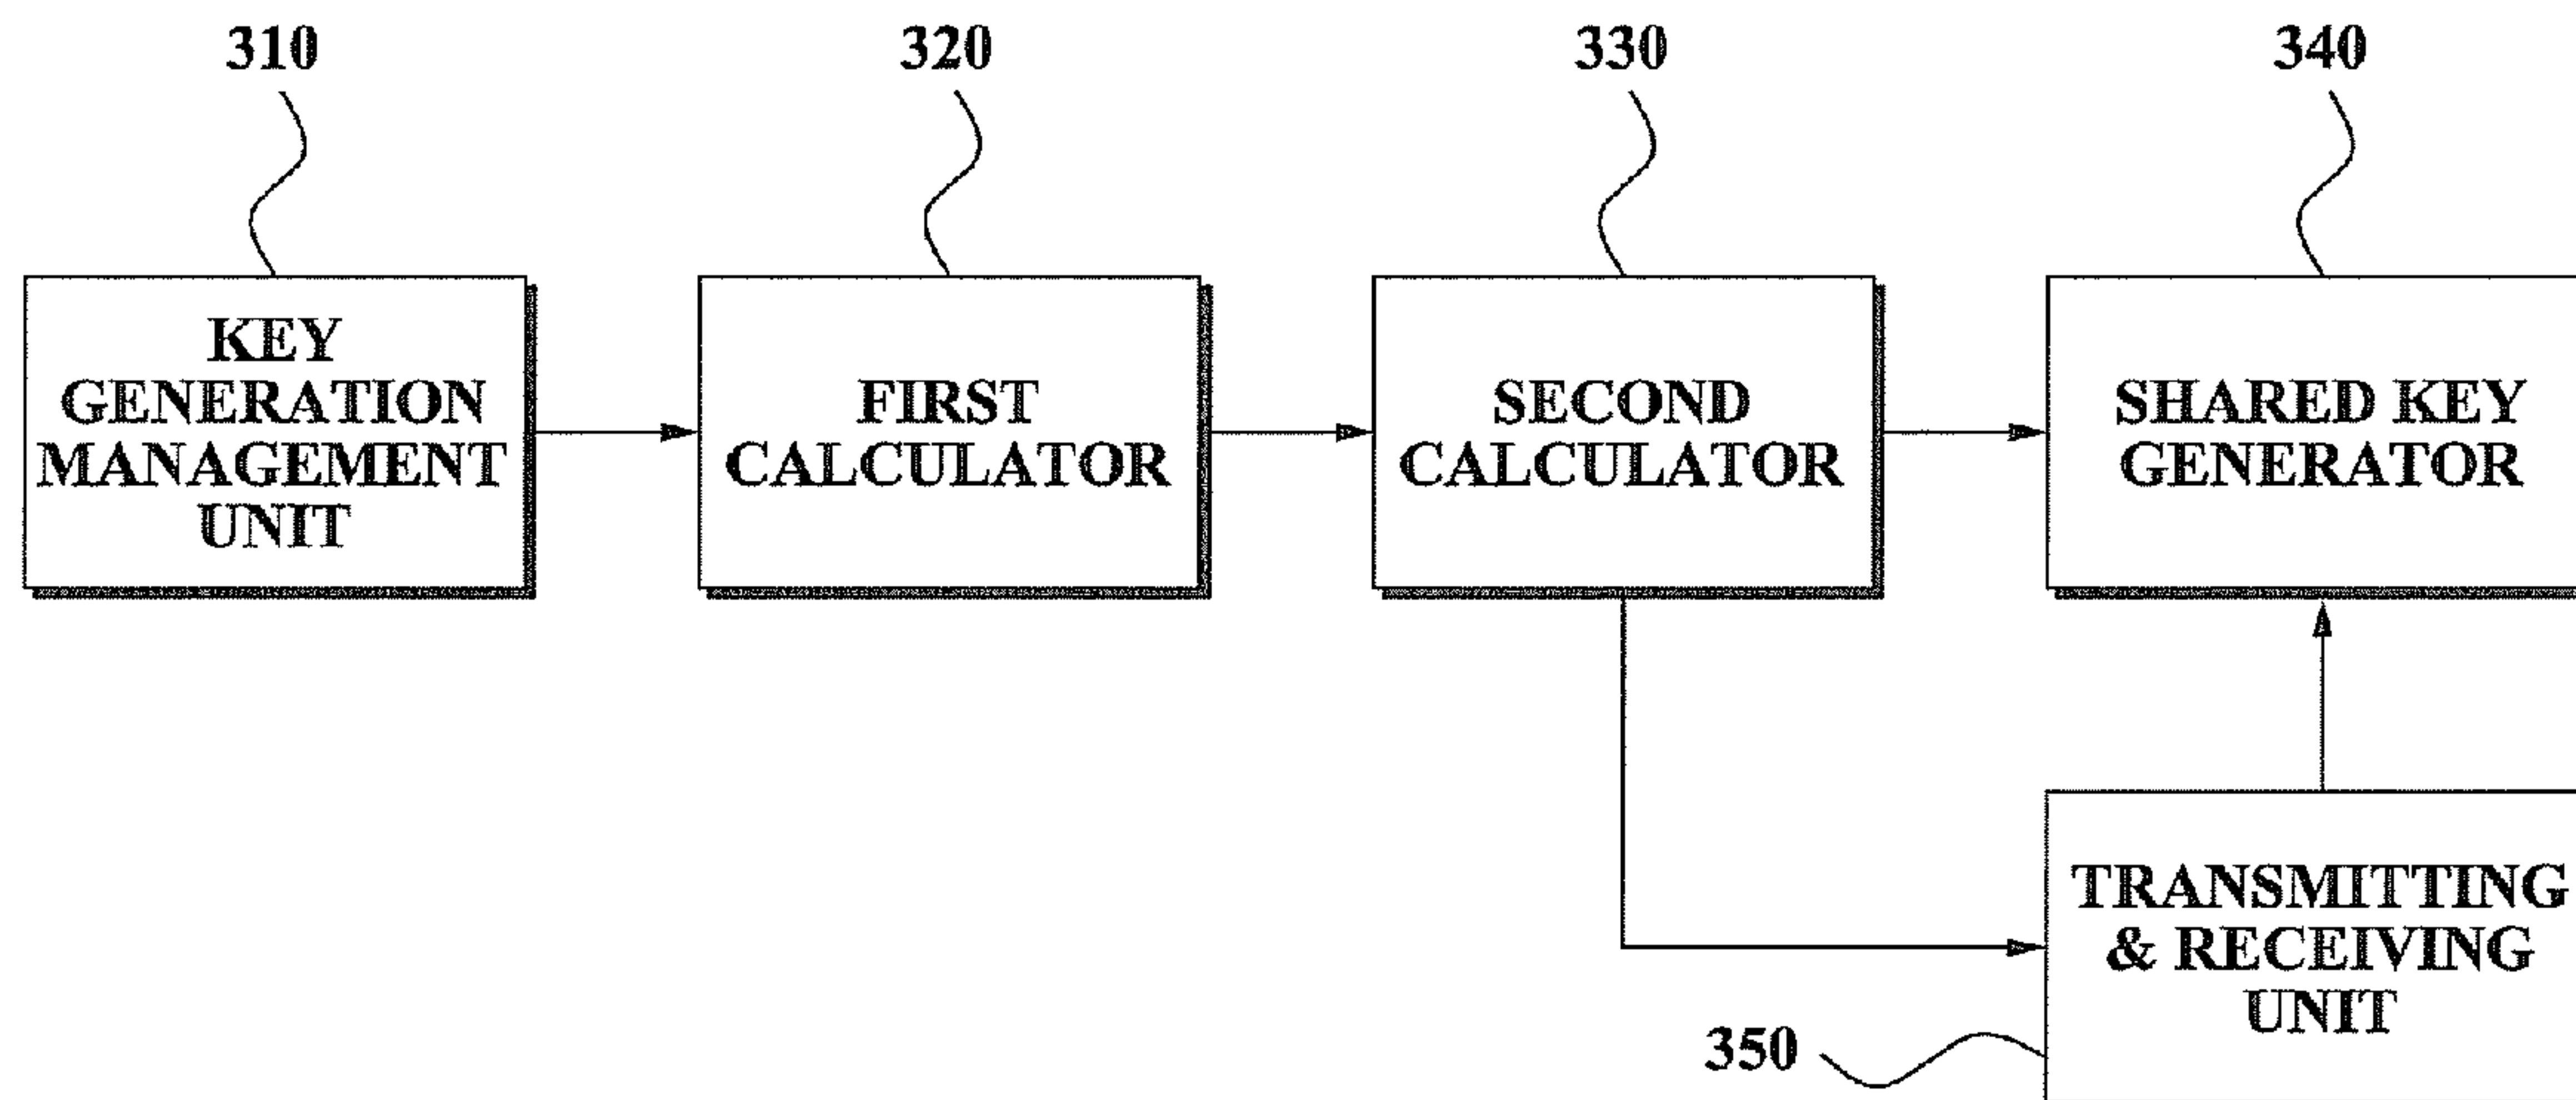 310
320
330
340
KEY
GENERATION
MANAGEMENT
UNIT
FIRST
CALCULATOR
SECOND
CALCULATOR
SHARED KEY
GENERATOR
TRANSMITTING
& RECEIVING
UNIT
350